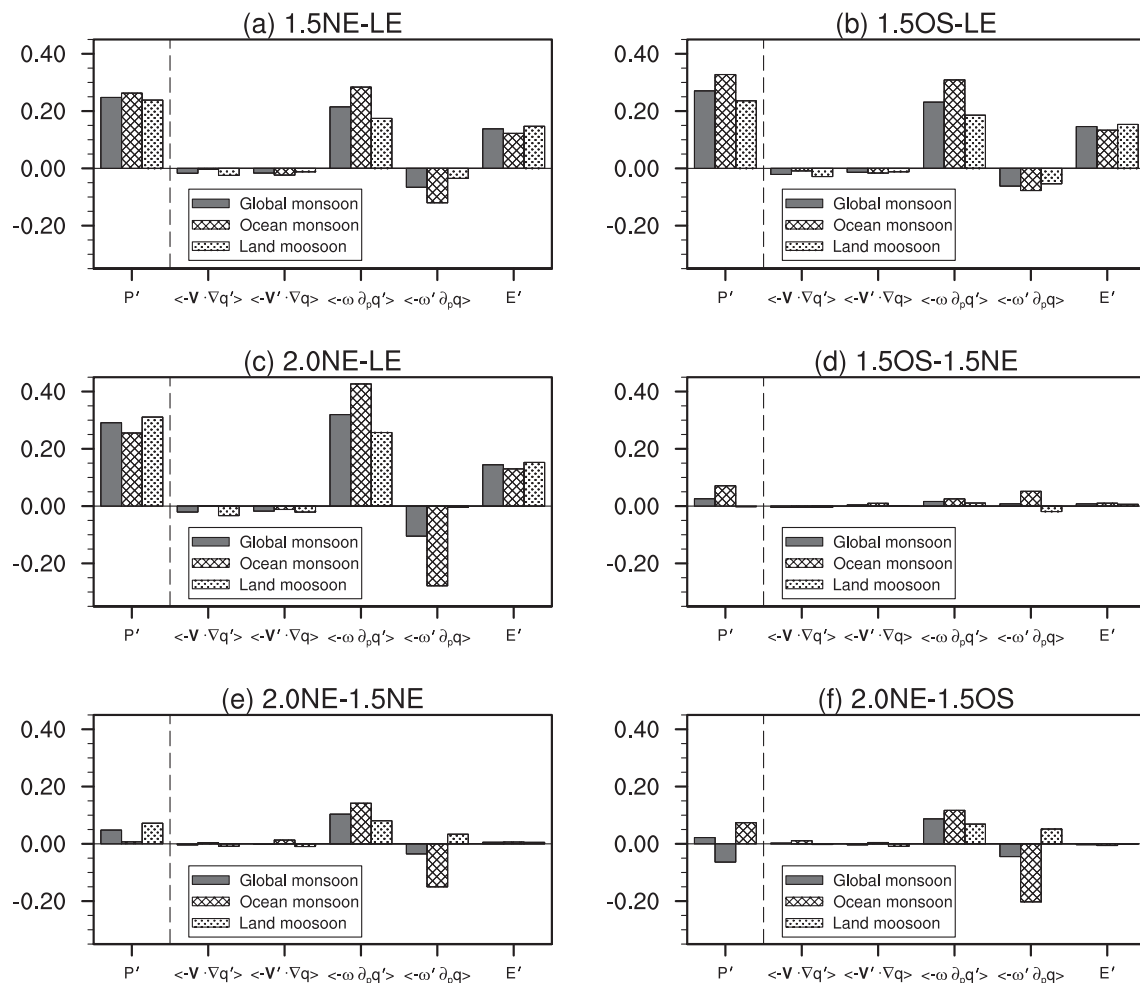 (a) 1.5NE-LE
0.40
0.20
0.00
-0.20
Global monsoon
Ocean monsoon
Land moosoon
P′ <-V ·∇q′> <-V′ ·∇q> <-ω ∂pq′> <-ω′ ∂pq> E′
(b) 1.5OS-LE
0.40
0.20
0.00
-0.20
Global monsoon
Ocean monsoon
Land moosoon
P′ <-V ·∇q′> <-V′ ·∇q> <-ω ∂pq′> <-ω′ ∂pq> E′
(c) 2.0NE-LE
0.40
0.20
0.00
-0.20
Global monsoon
Ocean monsoon
Land moosoon
P′ <-V ·∇q′> <-V′ ·∇q> <-ω ∂pq′> <-ω′ ∂pq> E′
(d) 1.5OS-1.5NE
0.40
0.20
0.00
-0.20
Global monsoon
Ocean monsoon
Land moosoon
P′ <-V ·∇q′> <-V′ ·∇q> <-ω ∂pq′> <-ω′ ∂pq> E′
(e) 2.0NE-1.5NE
0.40
0.20
0.00
-0.20
Global monsoon
Ocean monsoon
Land moosoon
P′ <-V ·∇q′> <-V′ ·∇q> <-ω ∂pq′> <-ω′ ∂pq> E′
(f) 2.0NE-1.5OS
0.40
0.20
0.00
-0.20
Global monsoon
Ocean monsoon
Land moosoon
P′ <-V ·∇q′> <-V′ ·∇q> <-ω ∂pq′> <-ω′ ∂pq> E′